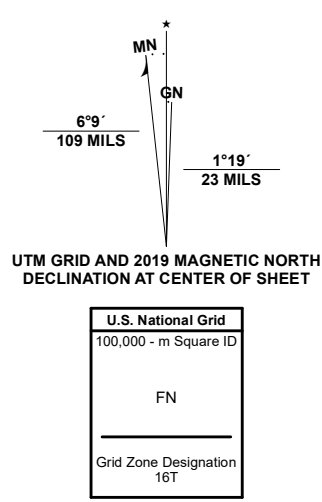 MN
GN
6°9´
109 MILS
1°19´
23 MILS
UTM GRID AND 2019 MAGNETIC NORTH
DECLINATION AT CENTER OF SHEET
U.S. National Grid
100,000 - m Square ID
FN
Grid Zone Designation
16T